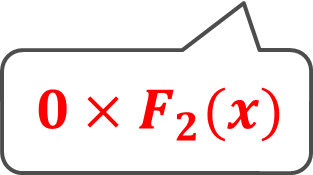 0 × F₂(x)